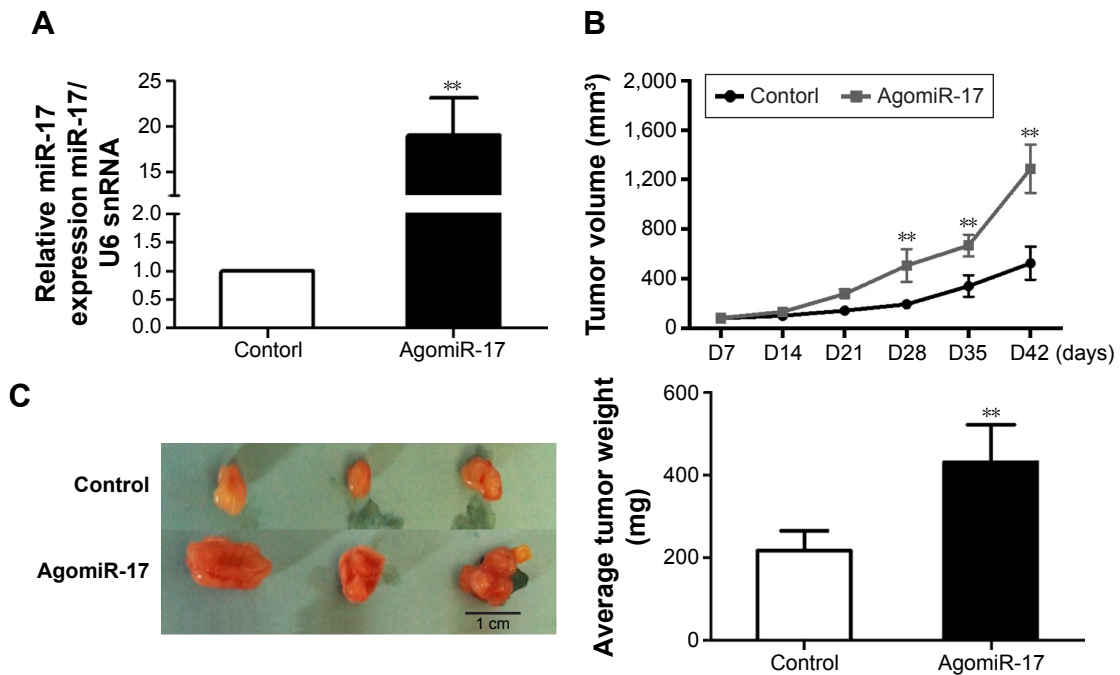 A
Relative miR-17
expression miR-17/
U6 snRNA
25
20
15
2.0
1.5
1.0
0.5
0.0
**
Contorl
AgomiR-17
B
Tumor volume (mm³)
2,000
1,600
1,200
800
400
0
Contorl
AgomiR-17
**
**
**
D7
D14
D21
D28
D35
D42 (days)
C
Control
AgomiR-17
1 cm
Average tumor weight
(mg)
600
400
200
0
**
Control
AgomiR-17